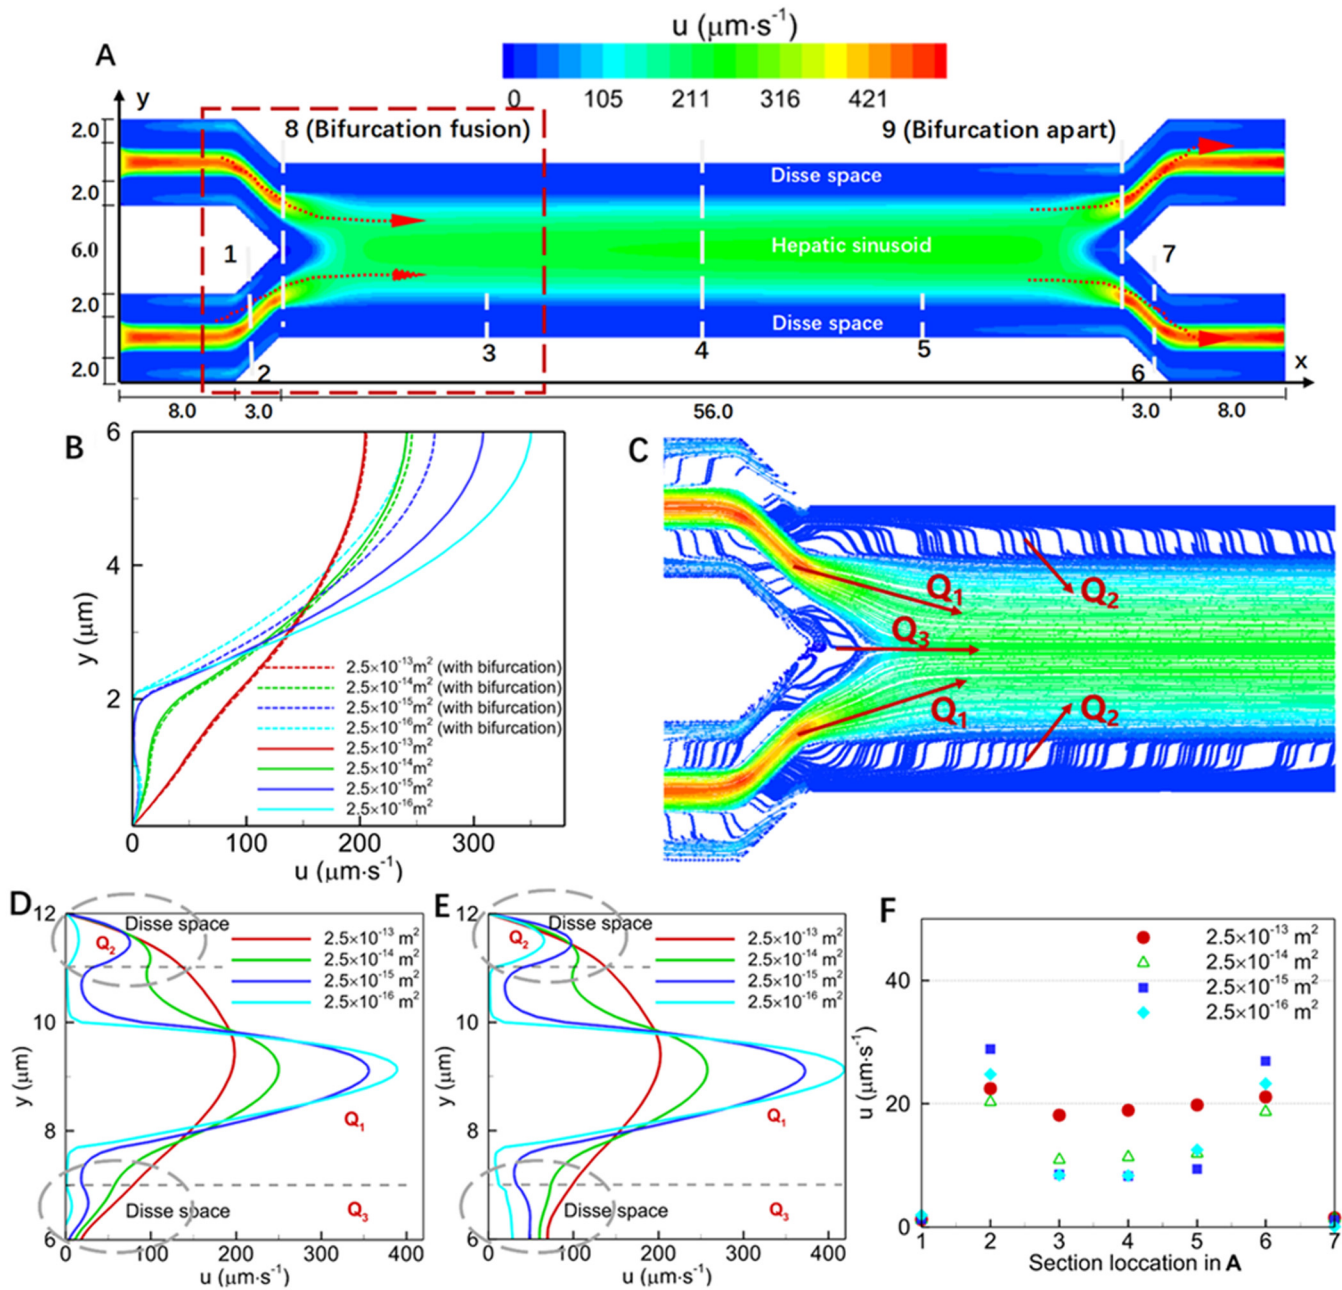 u (μm·s⁻¹)
A
0 105 211 316 421
y
8 (Bifurcation fusion)
9 (Bifurcation apart)
2.0
2.0
6.0
2.0
2.0
Disse space
Hepatic sinusoid
Disse space
1
2
3
4
5
6
7
x
8.0 3.0 56.0 3.0 8.0
B
6
4
2
y (μm)
2.5×10⁻¹³m² (with bifurcation)
2.5×10⁻¹⁴m² (with bifurcation)
2.5×10⁻¹⁵m² (with bifurcation)
2.5×10⁻¹⁶m² (with bifurcation)
2.5×10⁻¹³m²
2.5×10⁻¹⁴m²
2.5×10⁻¹⁵m²
2.5×10⁻¹⁶m²
0 100 200 300
u (μm·s⁻¹)
C
Q₁
Q₂
Q₃
Q₁
Q₂
D
12
10
8
6
y (μm)
Disse space
Q₂
2.5×10⁻¹³ m²
2.5×10⁻¹⁴ m²
2.5×10⁻¹⁵ m²
2.5×10⁻¹⁶ m²
Q₁
Disse space
Q₃
0 100 200 300 400
u (μm·s⁻¹)
E
12
10
8
6
y (μm)
Disse space
Q₂
2.5×10⁻¹³ m²
2.5×10⁻¹⁴ m²
2.5×10⁻¹⁵ m²
2.5×10⁻¹⁶ m²
Q₁
Disse space
Q₃
0 100 200 300 400
u (μm·s⁻¹)
F
40
20
0
u (μm·s⁻¹)
2.5×10⁻¹³ m²
2.5×10⁻¹⁴ m²
2.5×10⁻¹⁵ m²
2.5×10⁻¹⁶ m²
1 2 3 4 5 6 7
Section loccation in A